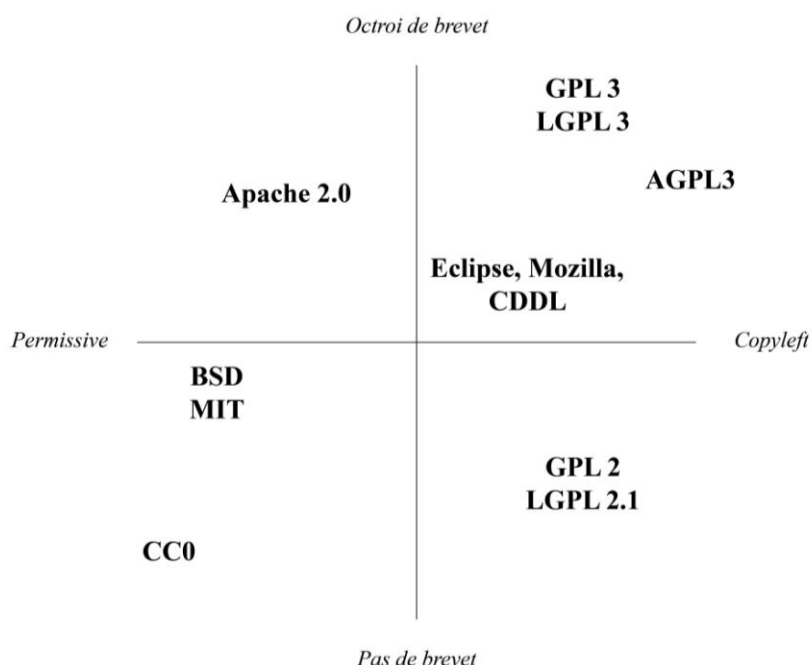 Octroi de brevet
GPL 3
LGPL 3
AGPL3
Apache 2.0
Eclipse, Mozilla,
CDDL
Permissive
Copyleft
BSD
MIT
GPL 2
LGPL 2.1
CC0
Pas de brevet